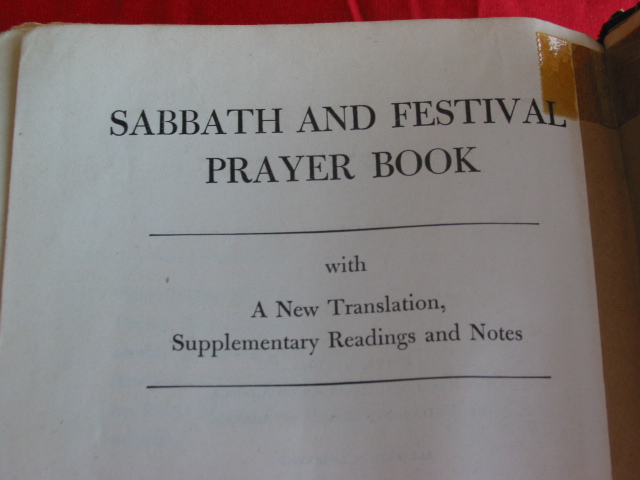 SABBATH AND FESTIVAL
PRAYER BOOK
with
A New Translation,
Supplementary Readings and Notes